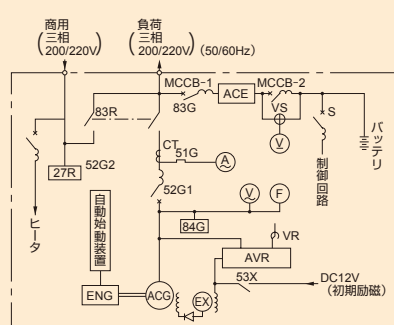 商用
(三相
200/220V)
負荷
(三相
200/220V) (50/60Hz)
MCCB-1
ACE
MCCB-2
83R
83G
VS
S
V
バッテリ
CT
51G
A
制御回路
27R
52G2
52G1
ヒータ
V
F
自動始動装置
84G
VR
AVR
53X
DC12V
(初期励磁)
ENG
ACG
EX